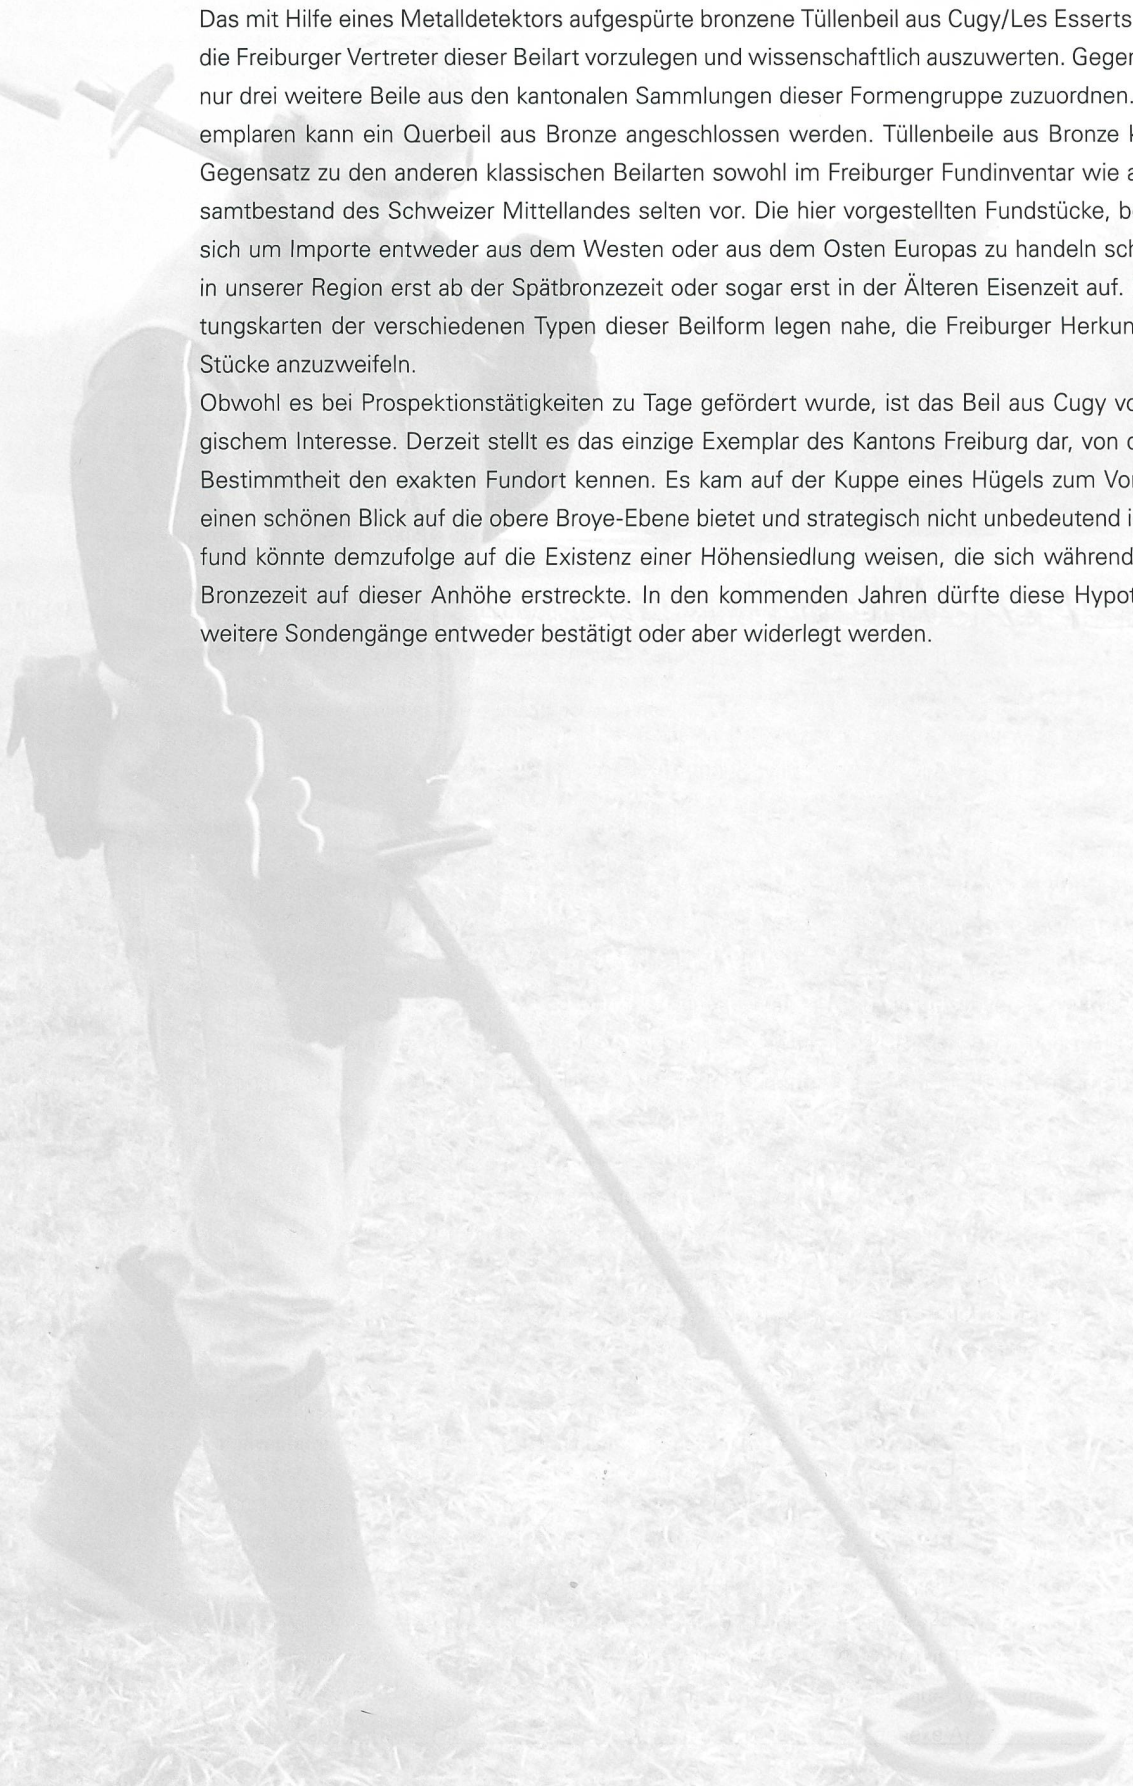 Das mit Hilfe eines Metalldetektors aufgespürte bronzene Tüllenbeil aus Cugy/Les Esserts
die Freiburger Vertreter dieser Beilart vorzulegen und wissenschaftlich auszuwerten. Gegen
nur drei weitere Beile aus den kantonalen Sammlungen dieser Formengruppe zuzuordnen.
emplaren kann ein Querbeil aus Bronze angeschlossen werden. Tüllenbeile aus Bronze
Gegensatz zu den anderen klassischen Beilarten sowohl im Freiburger Fundinventar wie a
samtbestand des Schweizer Mittellandes selten vor. Die hier vorgestellten Fundstücke, b
sich um Importe entweder aus dem Westen oder aus dem Osten Europas zu handeln sch
in unserer Region erst ab der Spätbronzezeit oder sogar erst in der Älteren Eisenzeit auf.
tungskarten der verschiedenen Typen dieser Beilform legen nahe, die Freiburger Herkun
Stücke anzuzweifeln.
Obwohl es bei Prospektionstätigkeiten zu Tage gefördert wurde, ist das Beil aus Cugy vo
gischem Interesse. Derzeit stellt es das einzige Exemplar des Kantons Freiburg dar, von d
Bestimmtheit den exakten Fundort kennen. Es kam auf der Kuppe eines Hügels zum Vor
einen schönen Blick auf die obere Broye-Ebene bietet und strategisch nicht unbedeutend i
fund könnte demzufolge auf die Existenz einer Höhensiedlung weisen, die sich während
Bronzezeit auf dieser Anhöhe erstreckte. In den kommenden Jahren dürfte diese Hypot
weitere Sondengänge entweder bestätigt oder aber widerlegt werden.